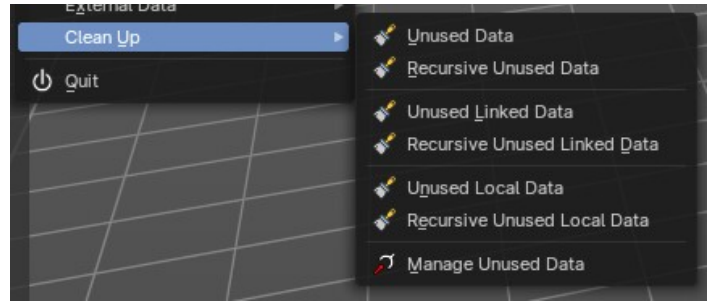 External Data
Clean Up
Quit
Unused Data
Recursive Unused Data
Unused Linked Data
Recursive Unused Linked Data
Unused Local Data
Recursive Unused Local Data
Manage Unused Data